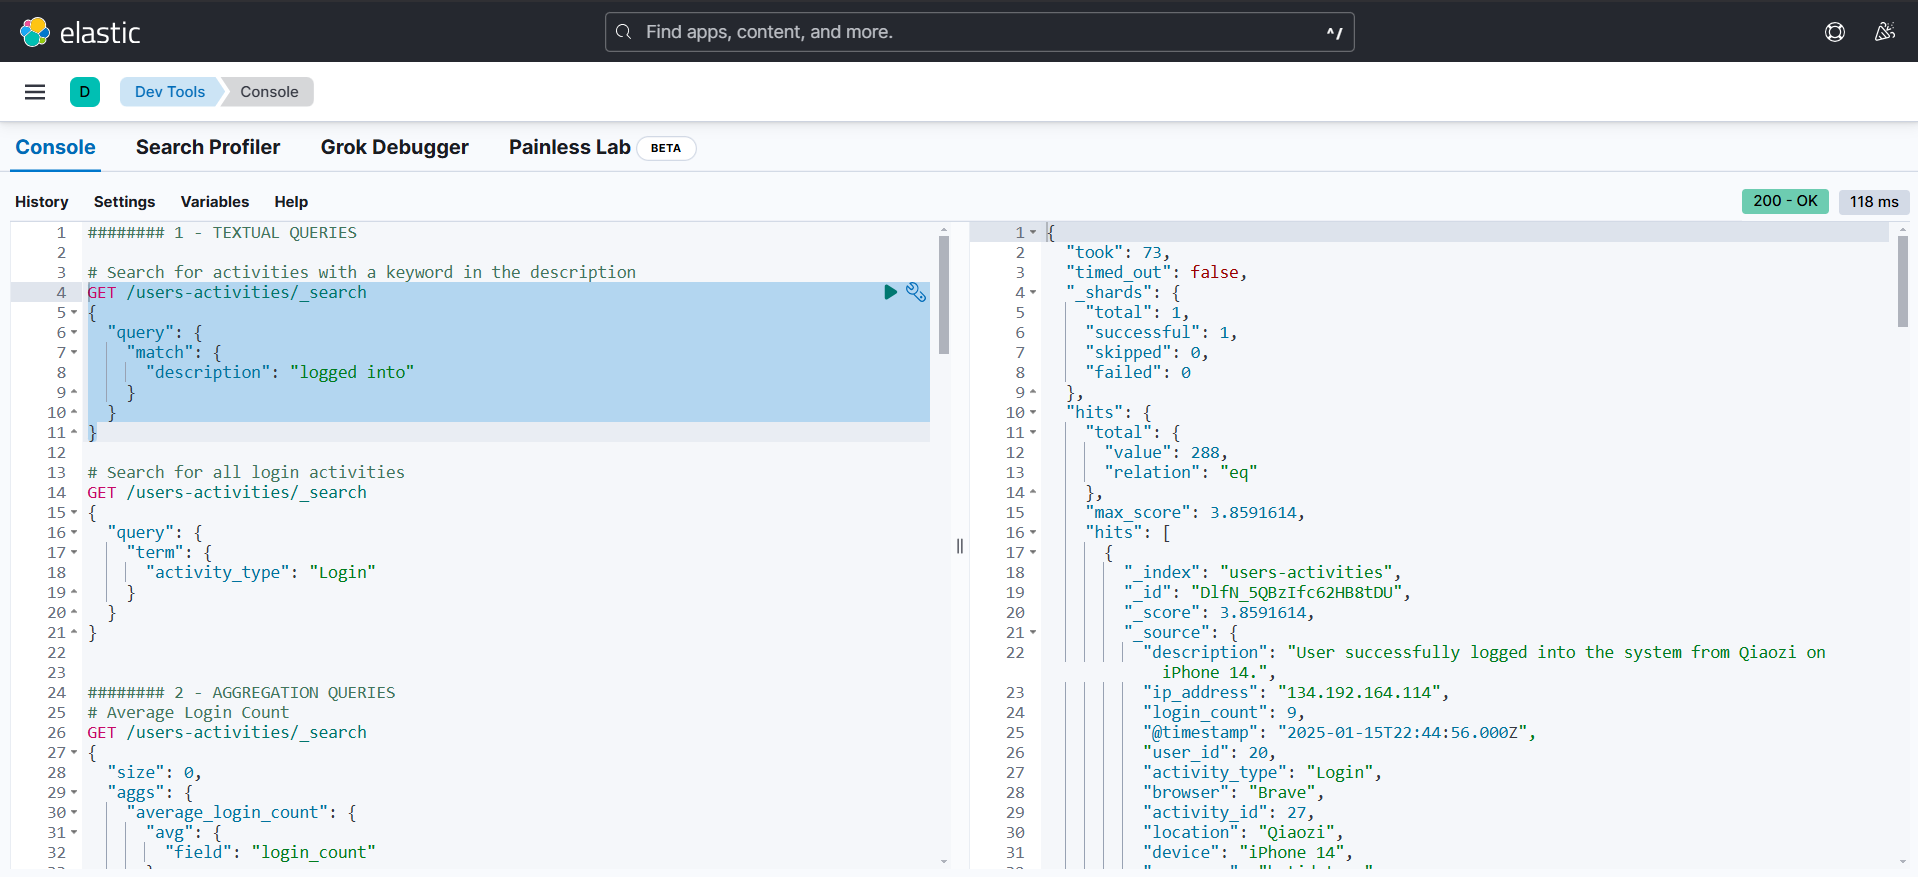 elastic
Find apps, content, and more.
^/
D
Dev Tools
Console
Console
Search Profiler
Grok Debugger
Painless Lab
BETA
History
Settings
Variables
Help
200 - OK
118 ms
1 ######## 1 - TEXTUAL QUERIES
2
3 # Search for activities with a keyword in the description
4 GET /users-activities/_search
5 {
6   "query": {
7     "match": {
8       "description": "logged into"
9     }
10   }
11 }
12
13 # Search for all login activities
14 GET /users-activities/_search
15 {
16   "query": {
17     "term": {
18       "activity_type": "Login"
19     }
20   }
21 }
22
23
24 ######## 2 - AGGREGATION QUERIES
25 # Average Login Count
26 GET /users-activities/_search
27 {
28   "size": 0,
29   "aggs": {
30     "average_login_count": {
31       "avg": {
32         "field": "login_count"
1 {
2   "took": 73,
3   "timed_out": false,
4   "_shards": {
5     "total": 1,
6     "successful": 1,
7     "skipped": 0,
8     "failed": 0
9   },
10   "hits": {
11     "total": {
12       "value": 288,
13       "relation": "eq"
14     },
15     "max_score": 3.8591614,
16     "hits": [
17       {
18         "_index": "users-activities",
19         "_id": "DlfN_5QBzIfc62HB8tDU",
20         "_score": 3.8591614,
21         "_source": {
22           "description": "User successfully logged into the system from Qiaozi on
iPhone 14.",
23           "ip_address": "134.192.164.114",
24           "login_count": 9,
25           "@timestamp": "2025-01-15T22:44:56.000Z",
26           "user_id": 20,
27           "activity_type": "Login",
28           "browser": "Brave",
29           "activity_id": 27,
30           "location": "Qiaozi",
31           "device": "iPhone 14",